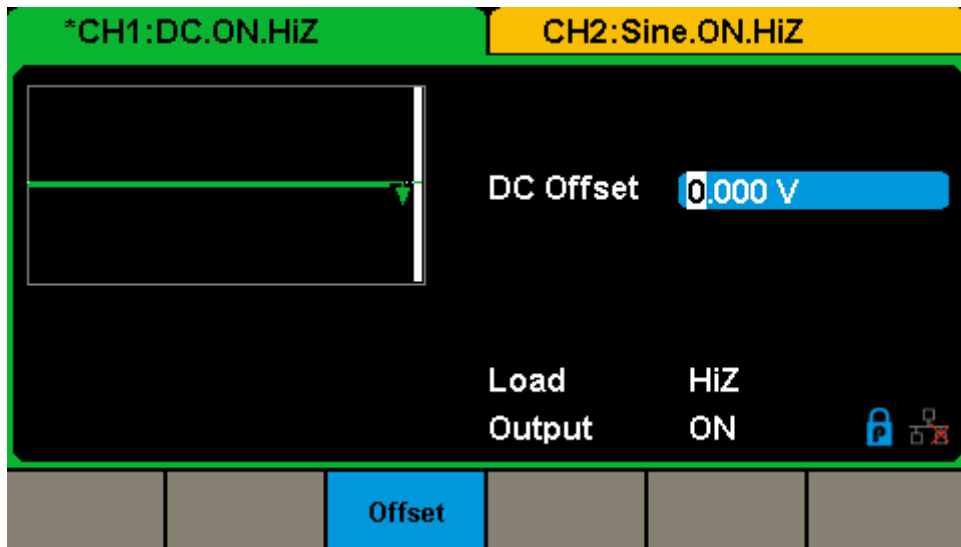 *CH1:DC.ON.HiZ
CH2:Sine.ON.HiZ
DC Offset 0.000 V
Load HiZ
Output ON
P
Offset